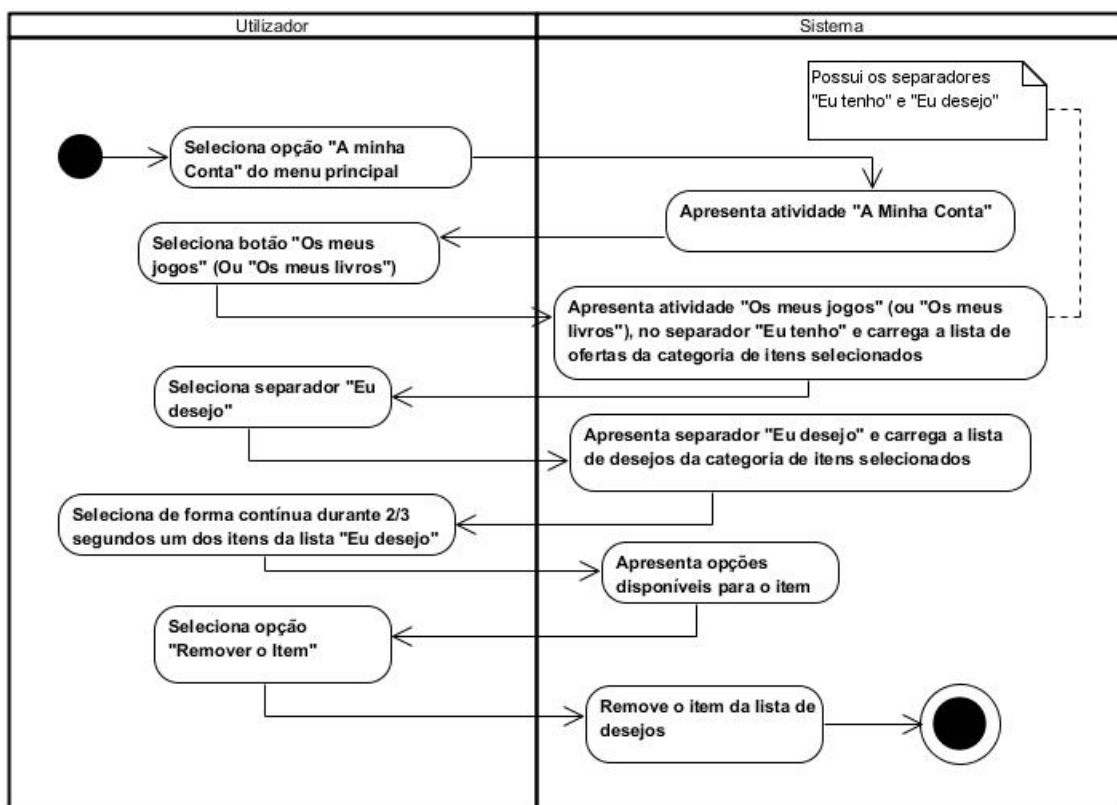 Utilizador
Sistema
Possui os separadores
"Eu tenho" e "Eu desejo"
Seleciona opção "A minha
Conta" do menu principal
Apresenta atividade "A Minha Conta"
Seleciona botão "Os meus
jogos" (Ou "Os meus livros")
Apresenta atividade "Os meus jogos" (ou "Os meus
livros"), no separador "Eu tenho" e carrega a lista de
ofertas da categoria de itens selecionados
Seleciona separador "Eu
desejo"
Apresenta separador "Eu desejo" e carrega a lista
de desejos da categoria de itens selecionados
Seleciona de forma contínua durante 2/3
segundos um dos itens da lista "Eu desejo"
Apresenta opções
disponíveis para o item
Seleciona opção
"Remover o Item"
Remove o item da lista de
desejos